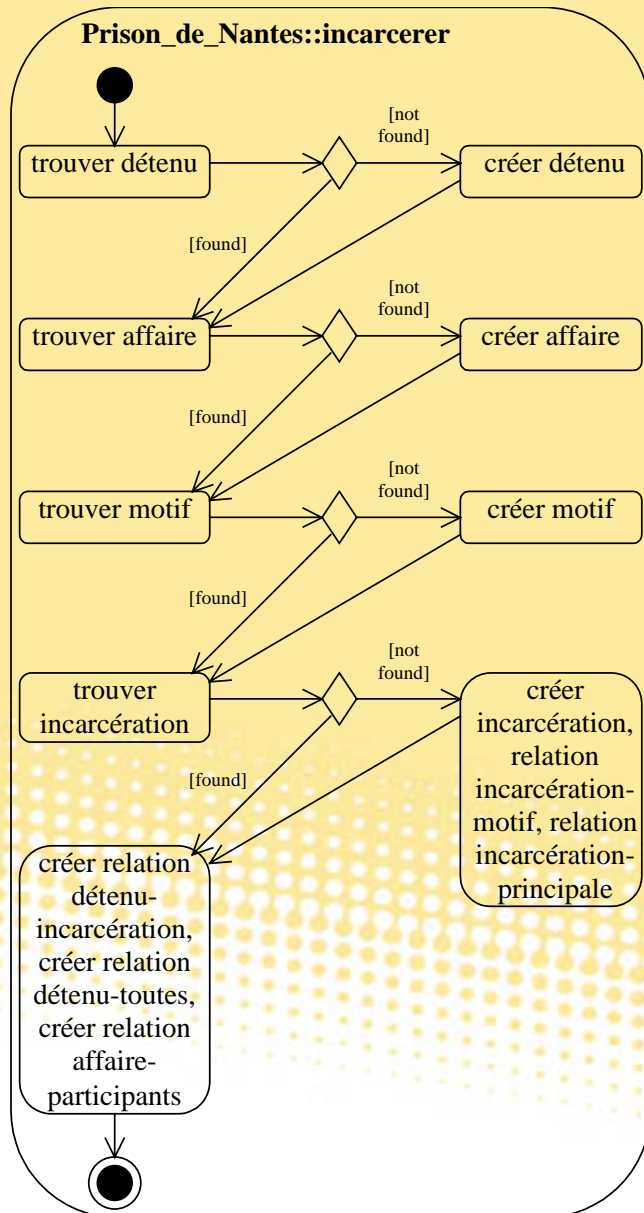 Prison_de_Nantes::incarcerer
[not
found]
trouver détenu
créer détenu
[found]
[not
found]
trouver affaire
créer affaire
[found]
[not
found]
trouver motif
créer motif
[found]
[not
found]
trouver
incarcération
créer
incarcération,
relation
incarcération-
motif, relation
incarcération-
principale
[found]
créer relation
détenu-
incarcération,
créer relation
détenu-toutes,
créer relation
affaire-
participants